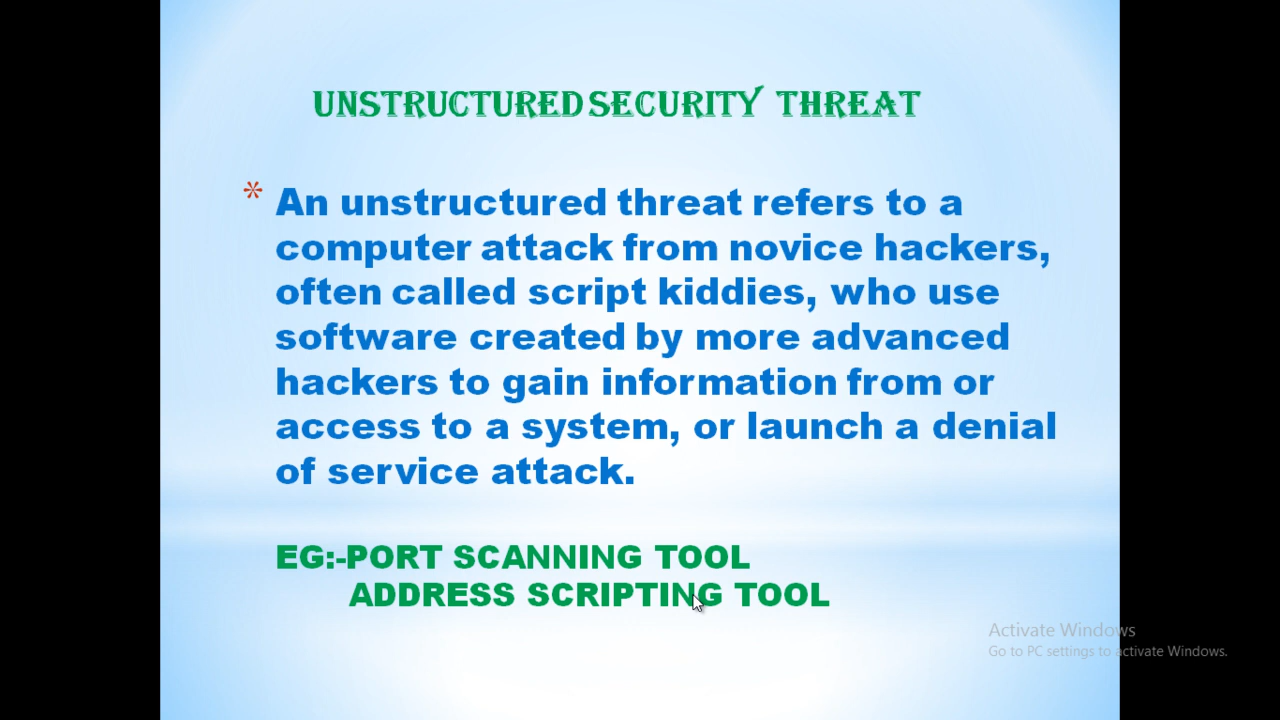 UNSTRUCTURED SECURITY THREAT
* An unstructured threat refers to a
computer attack from novice hackers,
often called script kiddies, who use
software created by more advanced
hackers to gain information from or
access to a system, or launch a denial
of service attack.
EG:-PORT SCANNING TOOL
ADDRESS SCRIPTING TOOL
Activate Windows
Go to PC settings to activate Windows.